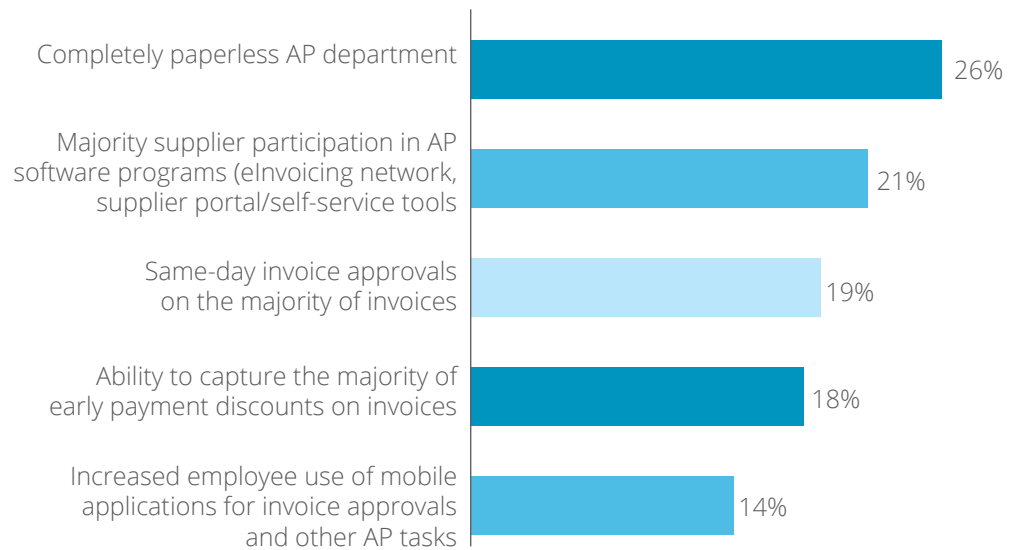 Completely paperless AP department
26%
Majority supplier participation in AP
software programs (eInvoicing network,
supplier portal/self-service tools
21%
Same-day invoice approvals
on the majority of invoices
19%
Ability to capture the majority of
early payment discounts on invoices
18%
Increased employee use of mobile
applications for invoice approvals
and other AP tasks
14%